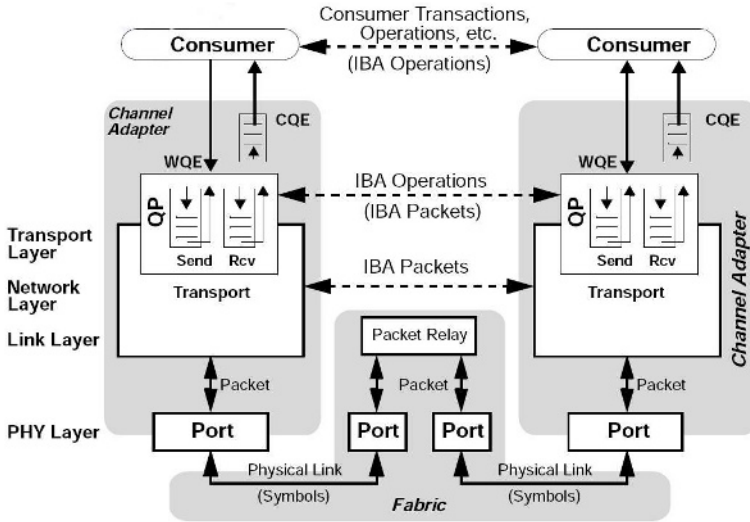 Consumer Transactions,
Operations, etc.
(IBA Operations)
Consumer
Consumer
Channel
Adapter
CQE
CQE
WQE
WQE
IBA Operations
(IBA Packets)
QP
QP
Send
Rcv
Send
Rcv
Transport
Layer
Network
Layer
Link Layer
PHY Layer
Transport
IBA Packets
Transport
Channel Adapter
Packet Relay
Packet
Packet
Packet
Port
Port
Port
Port
Physical Link
(Symbols)
Physical Link
(Symbols)
Fabric